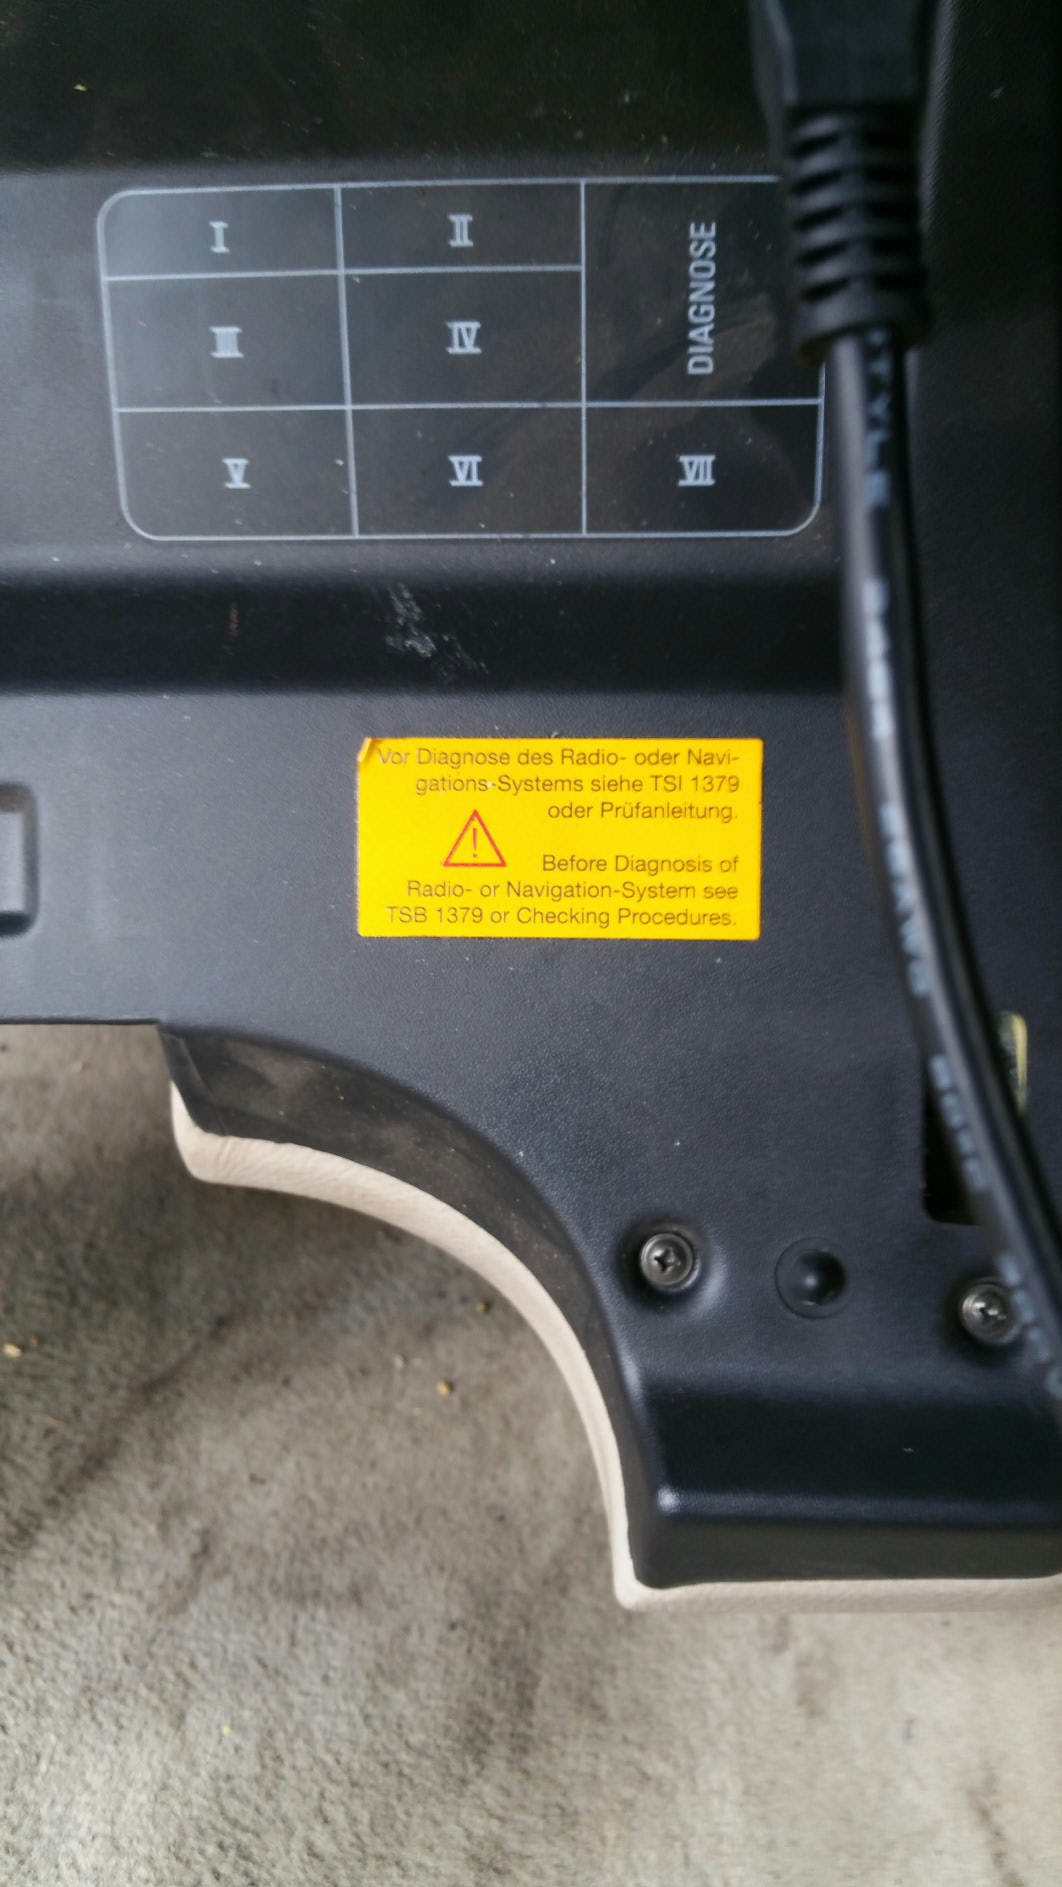 I II DIAGNOSE
III IV
V VI VII
Vor Diagnose des Radio- oder Navi-
gations-Systems siehe TSI 1379
oder Prüfanleitung.
Before Diagnosis of
Radio- or Navigation-System see
TSB 1379 or Checking Procedures.